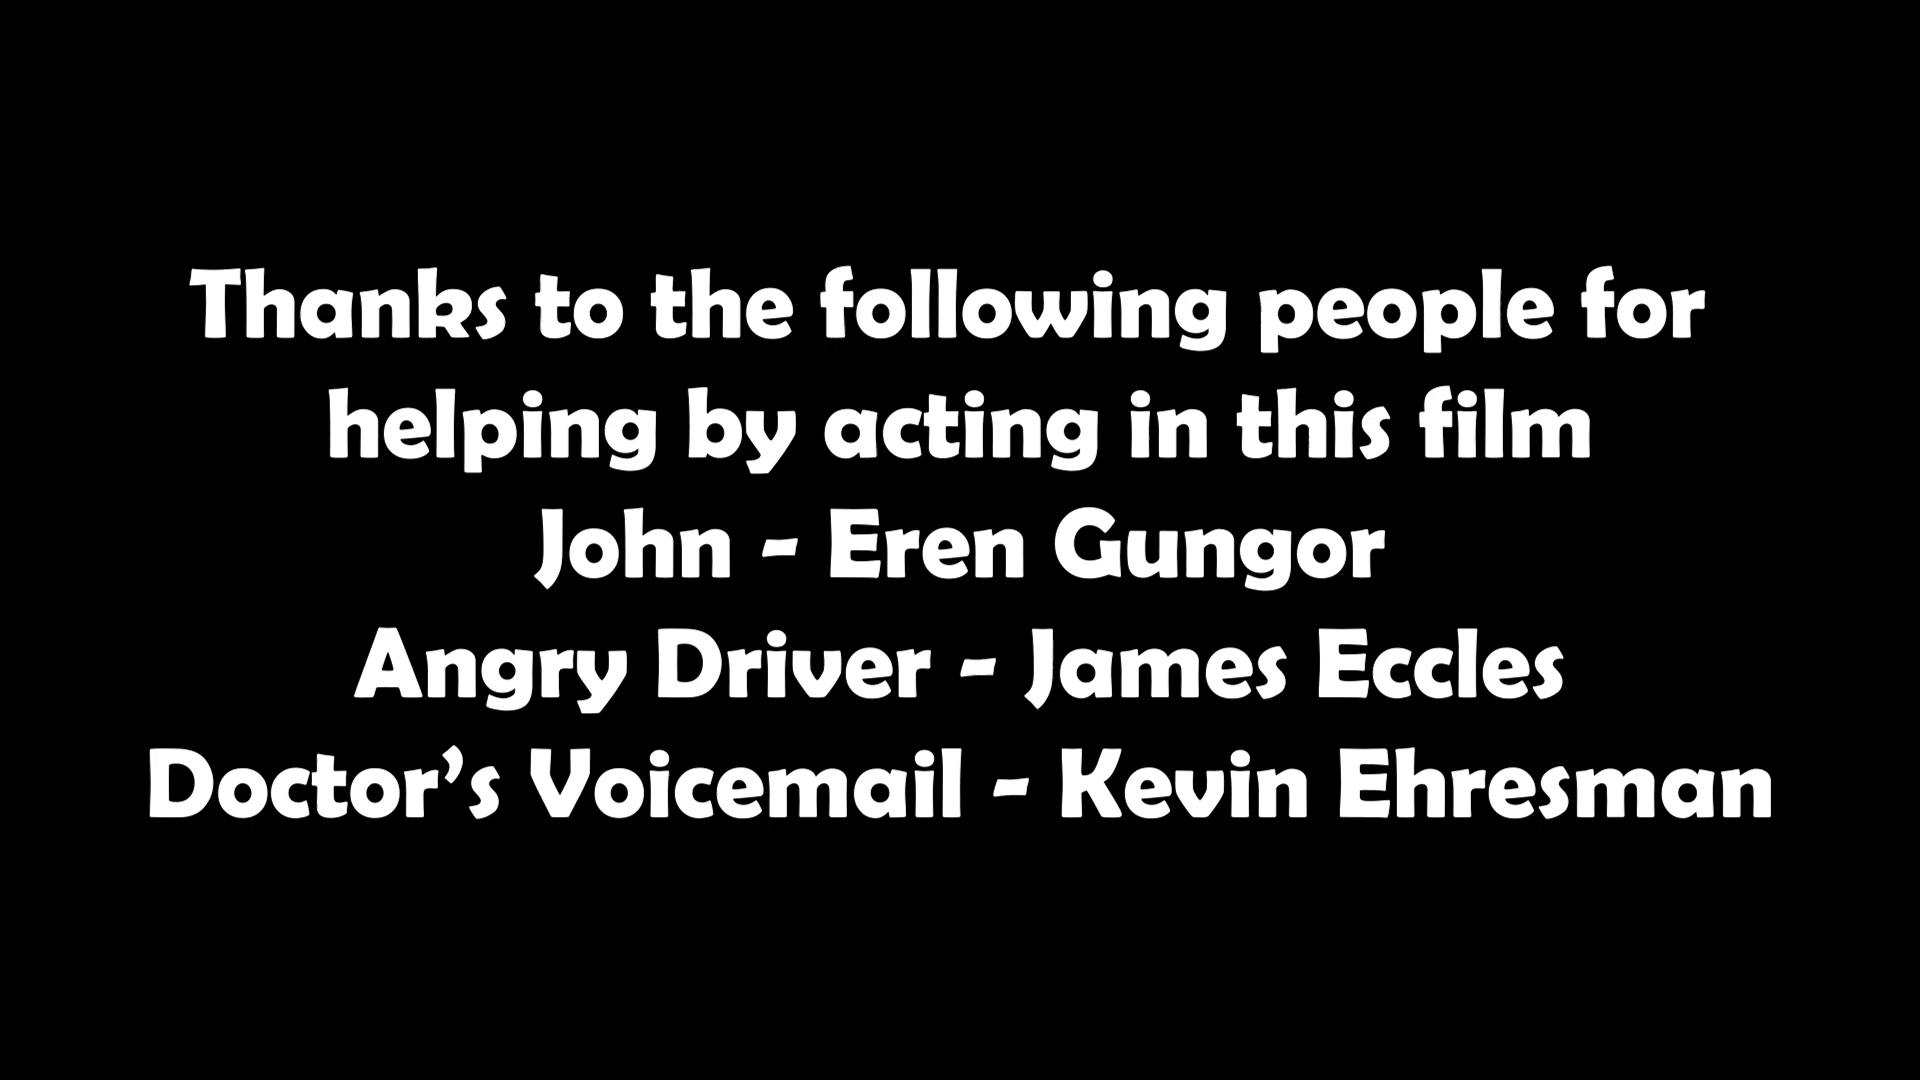 Thanks to the following people for
helping by acting in this film
John - Eren Gungor
Angry Driver - James Eccles
Doctor’s Voicemail - Kevin Ehresman